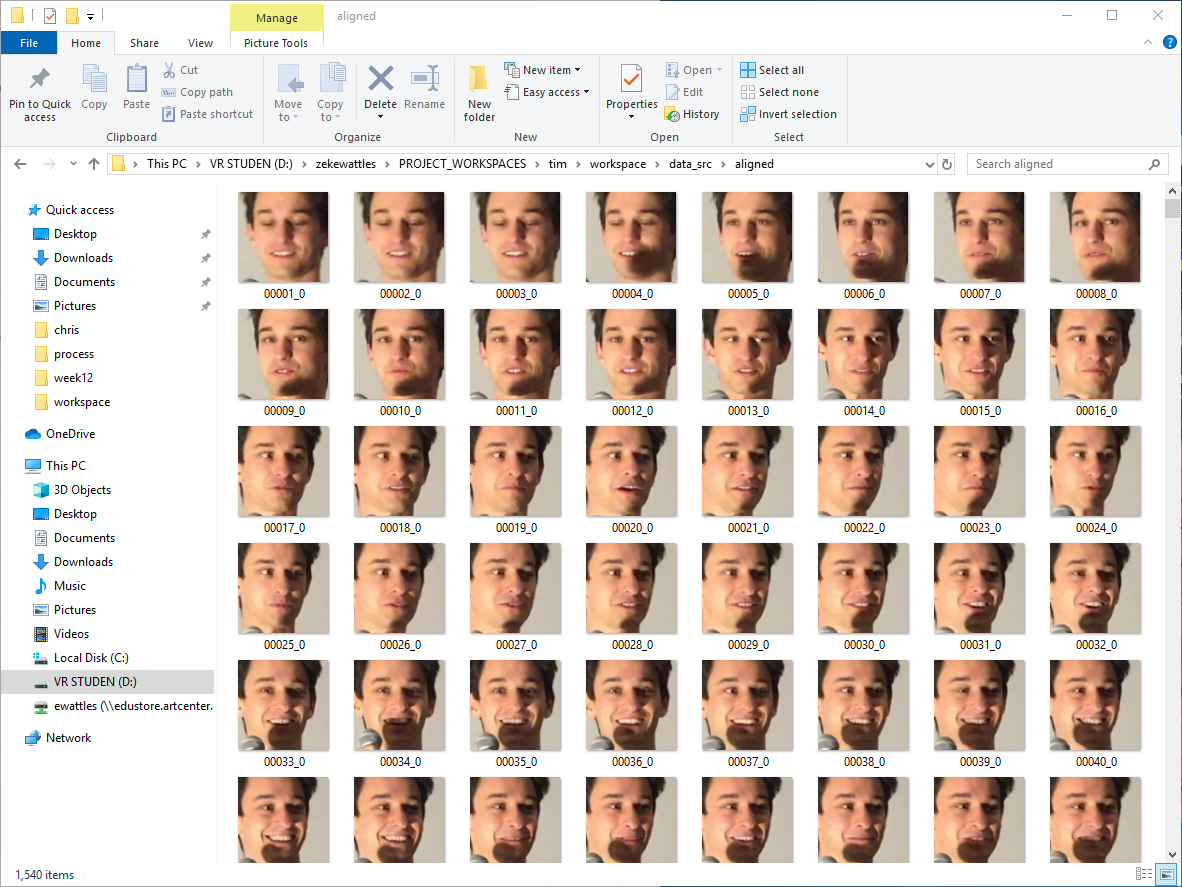 Manage
aligned
File
Home
Share
View
Picture Tools
Pin to Quick access
Copy
Paste
Cut
Copy path
Paste shortcut
Clipboard
Move to
Copy to
Delete
Rename
Organize
New folder
New item
Easy access
New
Properties
Open
Edit
History
Open
Select all
Select none
Invert selection
Select
This PC > VR STUDEN (D:) > zekewattles > PROJECT_WORKSPACES > tim > workspace > data_src > aligned
Search aligned
Quick access
Desktop
Downloads
Documents
Pictures
chris
process
week12
workspace
OneDrive
This PC
3D Objects
Desktop
Documents
Downloads
Music
Pictures
Videos
Local Disk (C:)
VR STUDEN (D:)
ewattles (\\edustore.artcenter.
Network
00001_0 00002_0 00003_0 00004_0 00005_0 00006_0 00007_0 00008_0
00009_0 00010_0 00011_0 00012_0 00013_0 00014_0 00015_0 00016_0
00017_0 00018_0 00019_0 00020_0 00021_0 00022_0 00023_0 00024_0
00025_0 00026_0 00027_0 00028_0 00029_0 00030_0 00031_0 00032_0
00033_0 00034_0 00035_0 00036_0 00037_0 00038_0 00039_0 00040_0
1,540 items